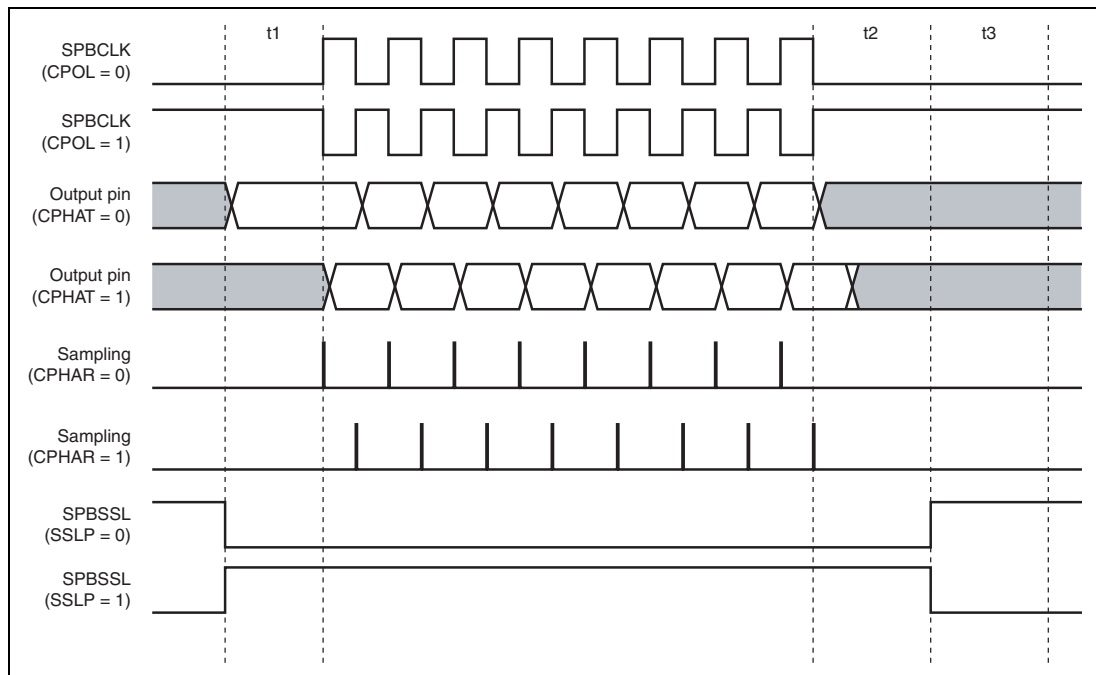 t1
t2
t3
SPBCLK
(CPOL = 0)
SPBCLK
(CPOL = 1)
Output pin
(CPHAT = 0)
Output pin
(CPHAT = 1)
Sampling
(CPHAR = 0)
Sampling
(CPHAR = 1)
SPBSSL
(SSLP = 0)
SPBSSL
(SSLP = 1)